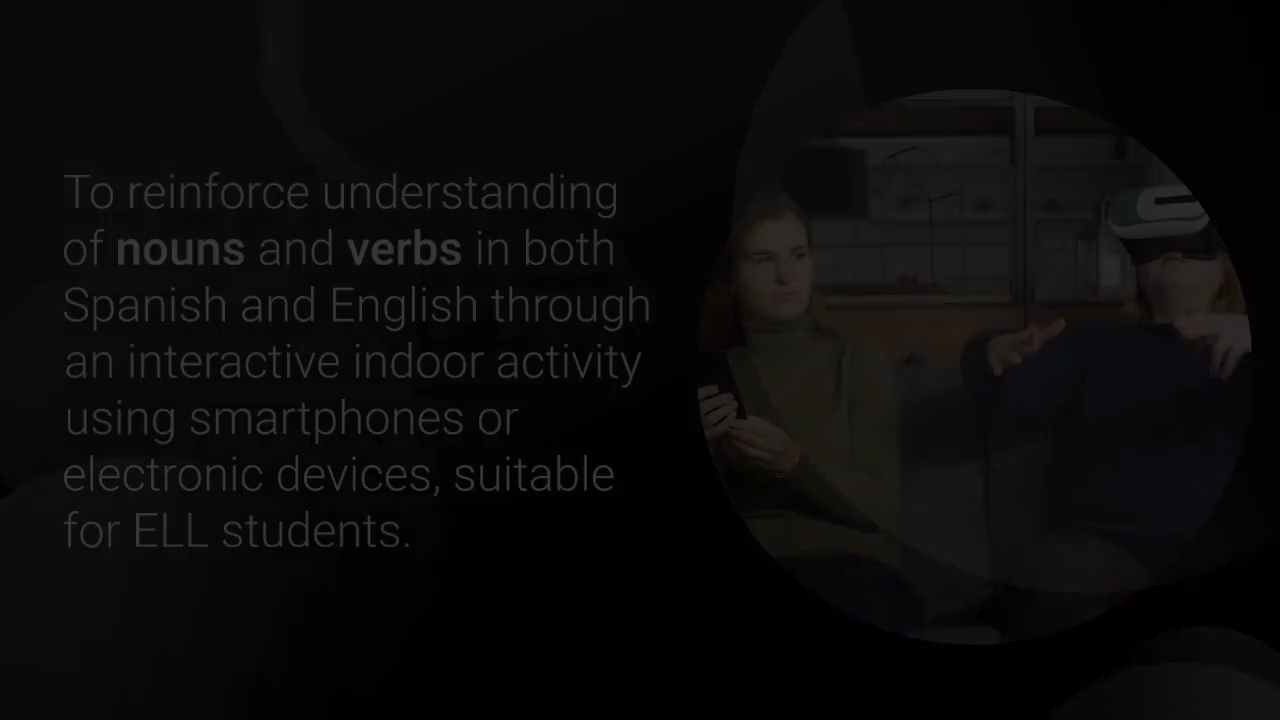 To reinforce understanding
of nouns and verbs in both
Spanish and English through
an interactive indoor activity
using smartphones or
electronic devices, suitable
for ELL students.